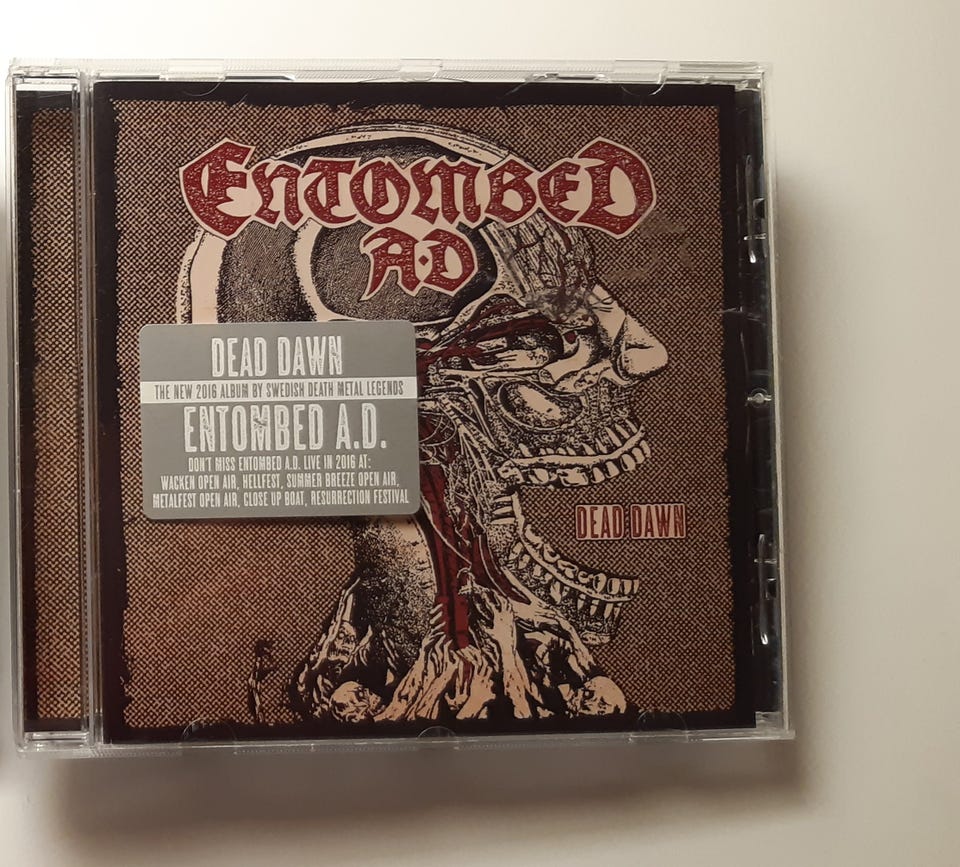 ENTOMBED
A.D
DEAD DAWN
THE NEW 2016 ALBUM BY SWEDISH DEATH METAL LEGENDS
ENTOMBED A.D.
DON'T MISS ENTOMBED A.D. LIVE IN 2016 AT:
WACKEN OPEN AIR, HELLFEST, SUMMER BREEZE OPEN AIR,
METALFEST OPEN AIR, CLOSE UP BOAT, RESURRECTION FESTIVAL
DEAD DAWN